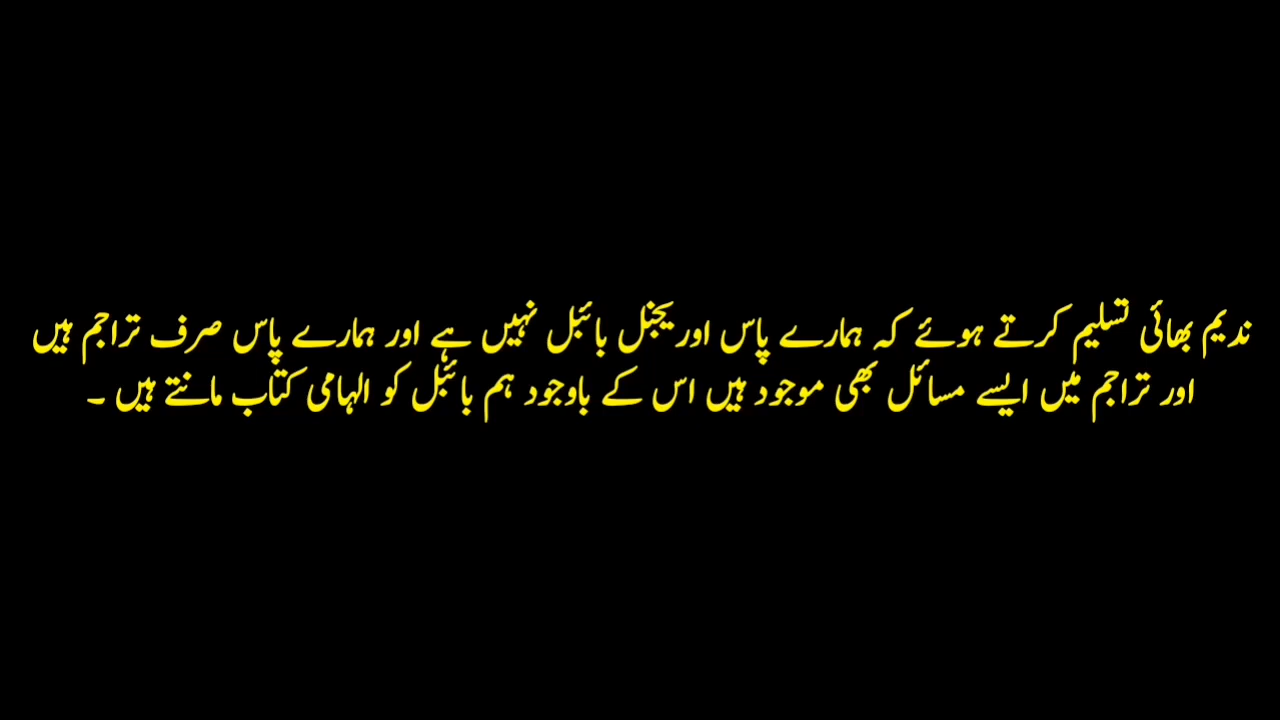 ندیم بھائی تسلیم کرتے ہوئے کہ ہمارے پاس اوریجنل بائبل نہیں ہے اور ہمارے پاس صرف تراجم ہیں
اور تراجم میں ایسے مسائل بھی موجود ہیں اس کے باوجود ہم بائبل کو الہامی کتاب مانتے ہیں ۔